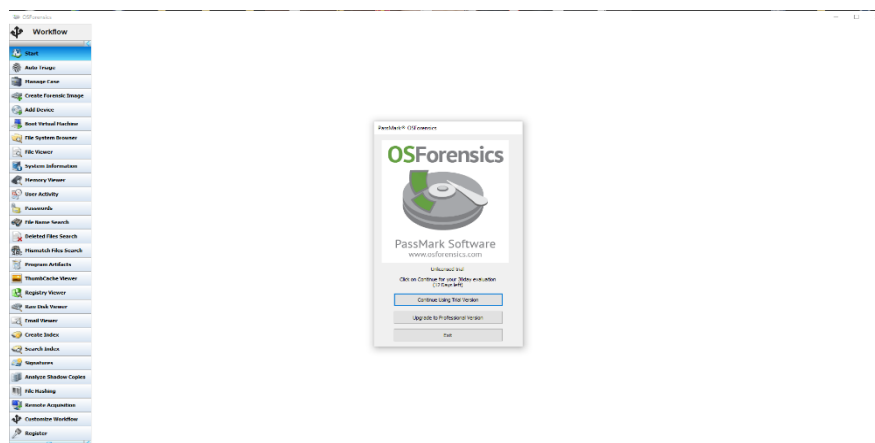 OSForensics
Workflow
Start
Auto Triage
Manage Case
Create Forensic Image
Add Device
Boot Virtual Machine
File System Browser
File Viewer
System Information
Memory Viewer
User Activity
Passwords
File Name Search
Deleted Files Search
Mismatch Files Search
Program Artifacts
ThumbCache Viewer
Registry Viewer
Raw Disk Viewer
Email Viewer
Create Index
Search Index
Signatures
Analyze Shadow Copies
File Hashing
Remote Acquisition
Customize Workflow
Register
PassMark® OSForensics
OSForensics
PassMark Software
www.osforensics.com
Unlicensed trial
Click on Continue for your 30day evaluation
(12 Days left)
Continue Using Trial Version
Upgrade to Professional Version
Exit